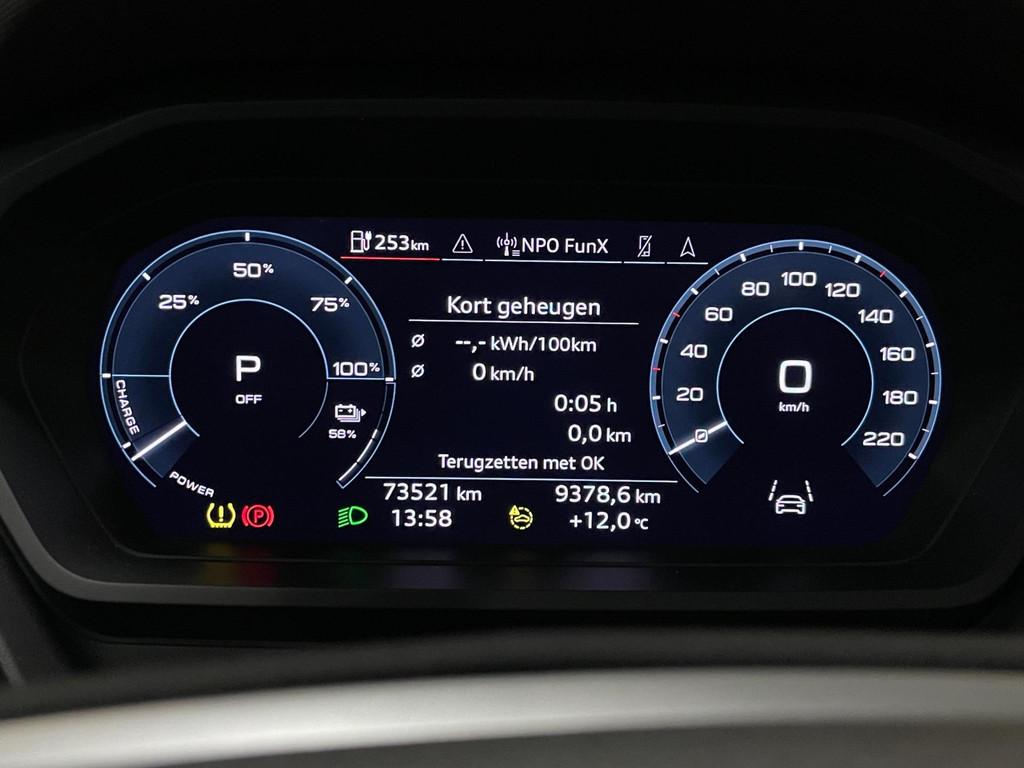 253 km NPO FunX
50%
25%
75%
100%
P
OFF
CHARGE
58%
POWER
Kort geheugen
Ø --,- kWh/100km
Ø 0 km/h
0:05 h
0,0 km
Terugzetten met OK
73521 km 9378,6 km
13:58 +12,0 °C
(P)
0
20
40
60
80
100
120
140
160
180
220
0
km/h